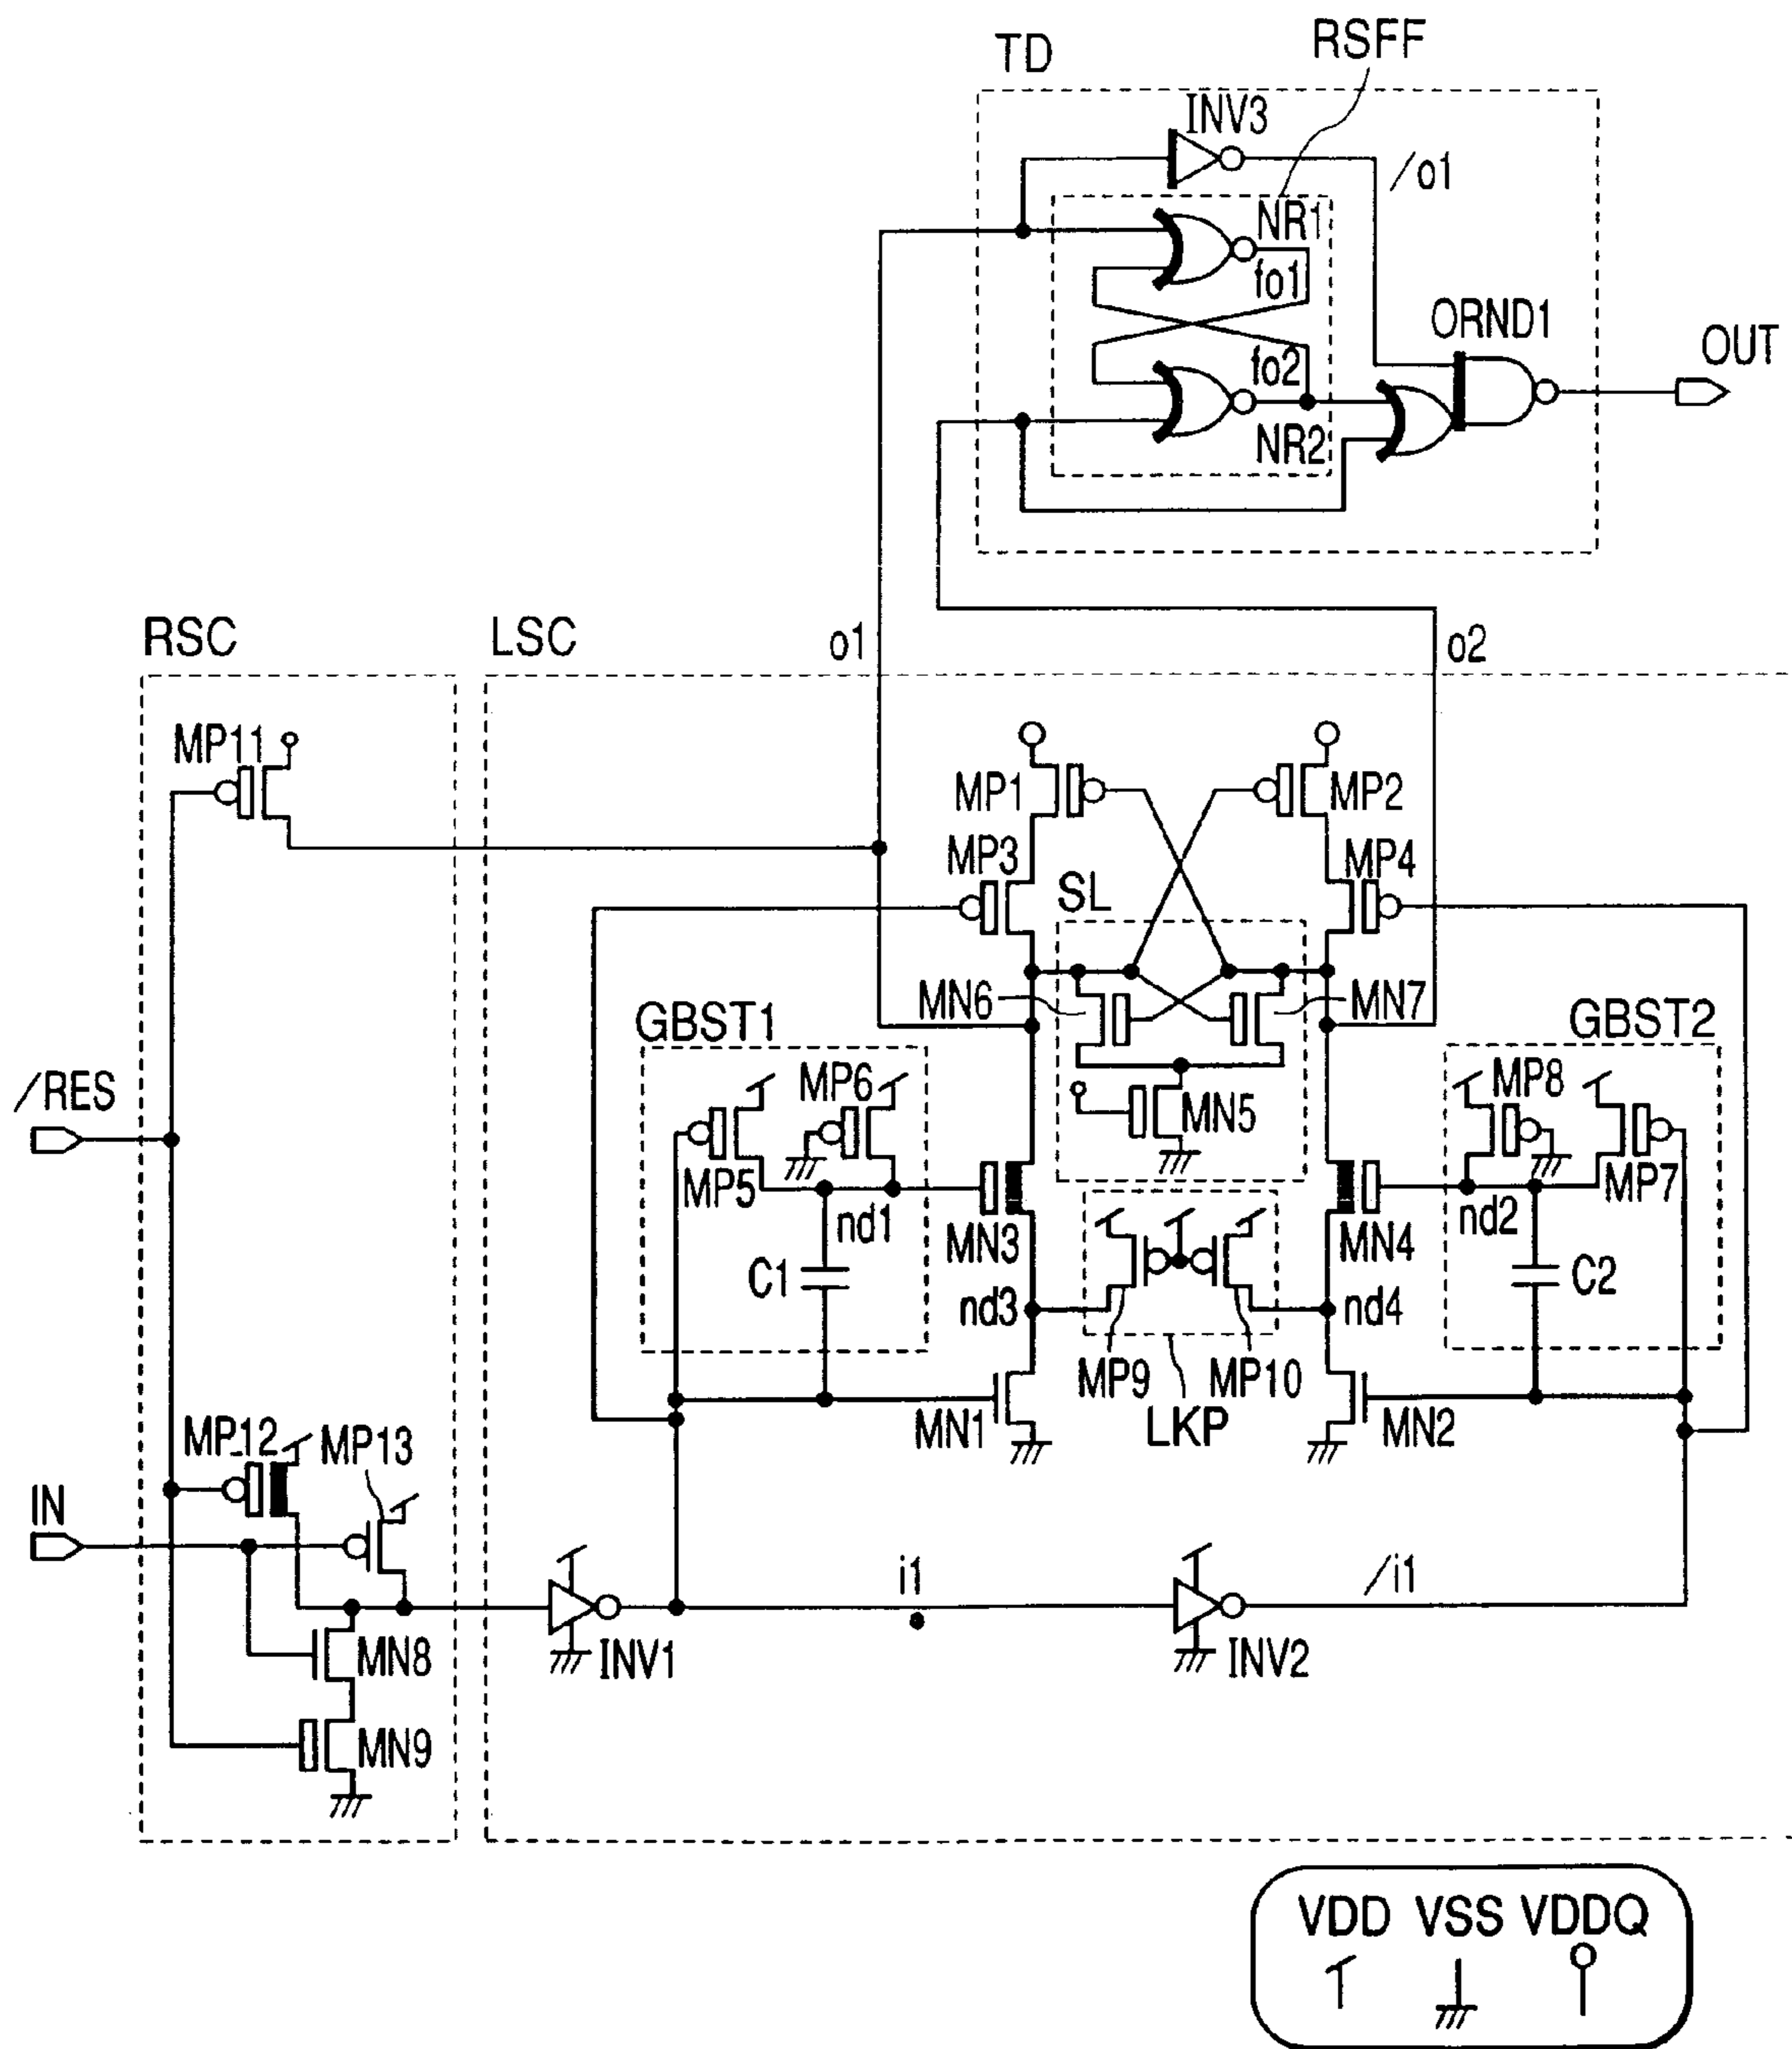 RSFF
TD
INV3
/o1
NR1
fo1
ORND1
OUT
fo2
NR2
RSC
LSC
o1
o2
MP11
MP1
MP2
MP3
MP4
SL
MN6
MN7
GBST1
GBST2
/RES
MP6
MP8
MN5
MP5
MP7
nd1
nd2
MN3
MN4
C1
C2
nd3
nd4
MP9
MP10
MN1
LKP
MN2
MP12
MP13
IN
i1
/i1
INV1
INV2
MN8
MN9
VDD VSS VDDQ